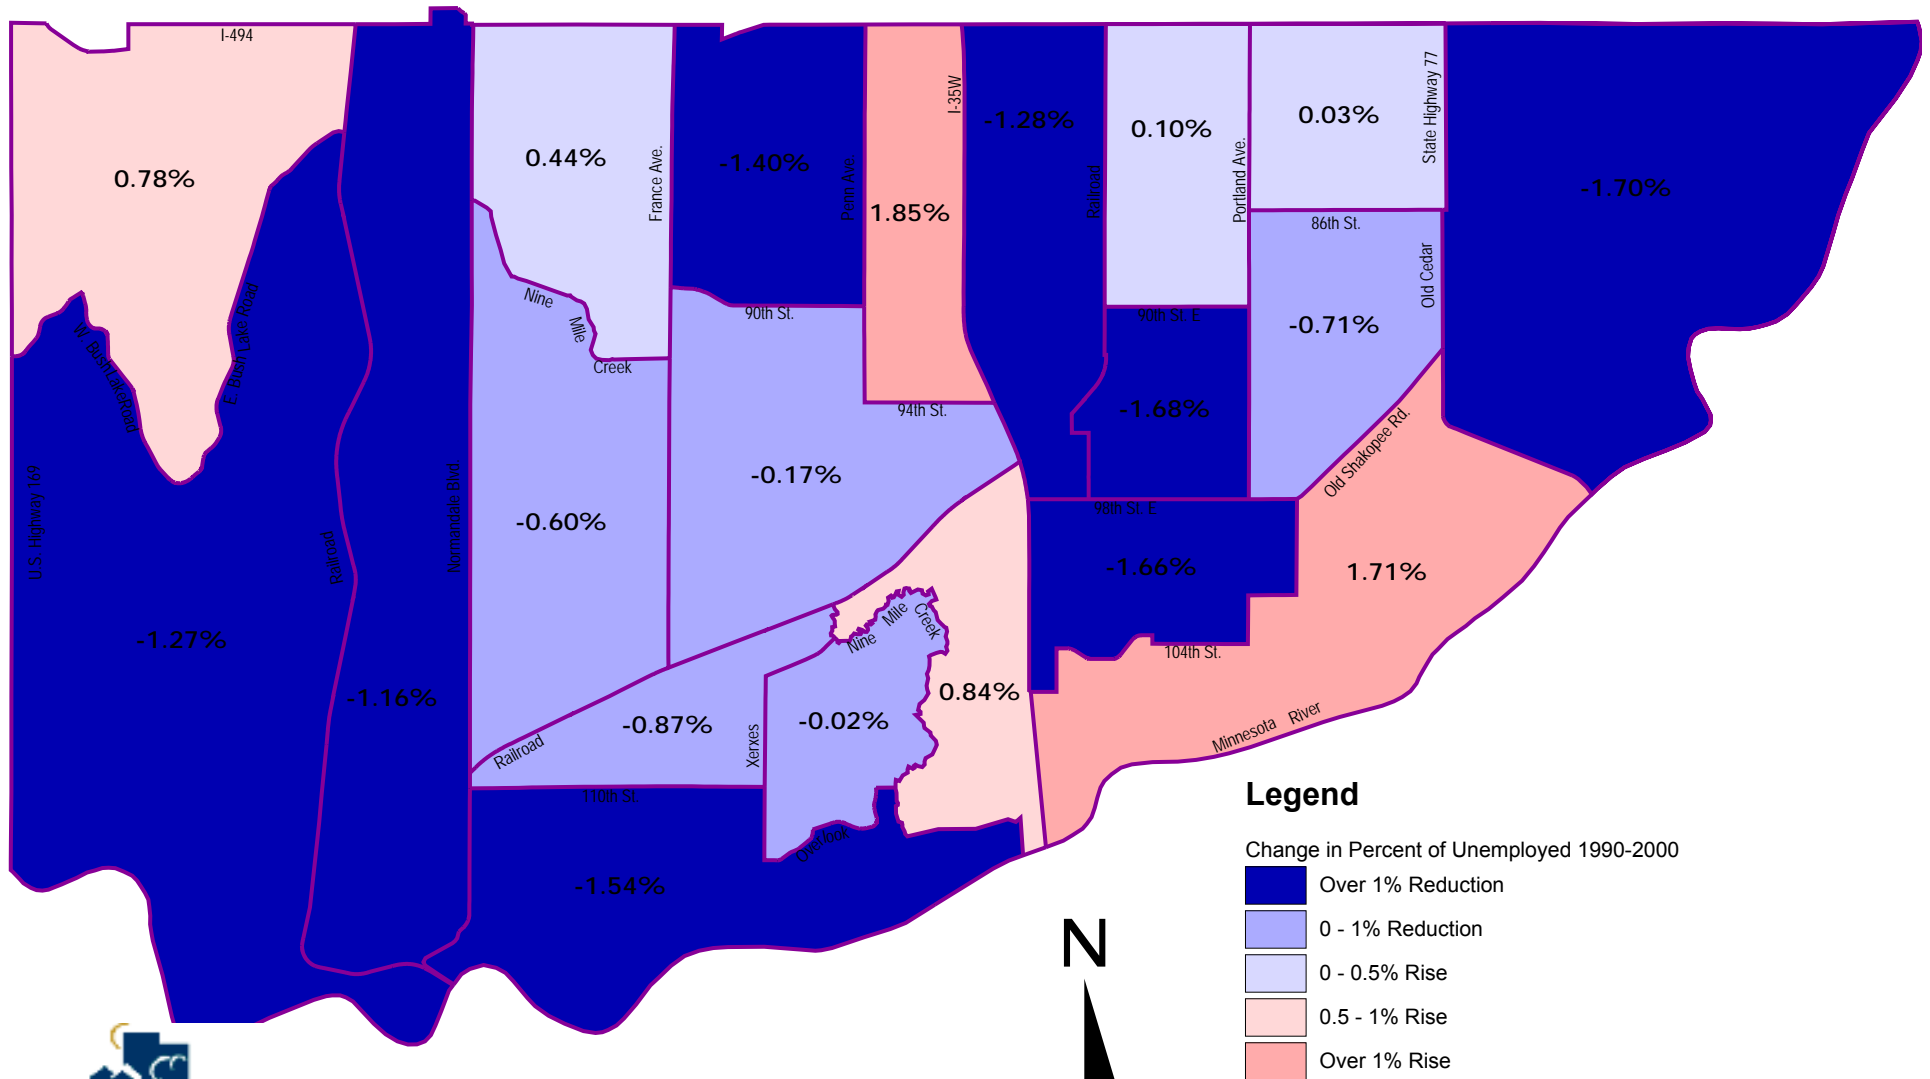 I-494
0.78%
W. BushLakeRoad
E. Bush Lake Road
U.S. Highway 169
-1.27%
Railroad
-1.16%
Normandale Blvd
0.44%
France Ave.
Nine
Mile
Creek
-0.60%
-1.40%
Penn Ave.
90th St.
1.85%
I-35W
94th St.
-0.17%
-1.28%
Railroad
0.10%
Portland Ave.
90th St. E
-1.68%
98th St. E
0.03%
State Highway 77
86th St.
-0.71%
Old Cedar
Old Shakopee Rd.
-1.70%
-1.66%
104th St.
1.71%
Minnesota River
Nine Mile Creek
0.84%
-0.02%
Xerxes
Overlook
-0.87%
Railroad
110th St.
-1.54%
N
Legend
Change in Percent of Unemployed 1990-2000
Over 1% Reduction
0 - 1% Reduction
0 - 0.5% Rise
0.5 - 1% Rise
Over 1% Rise